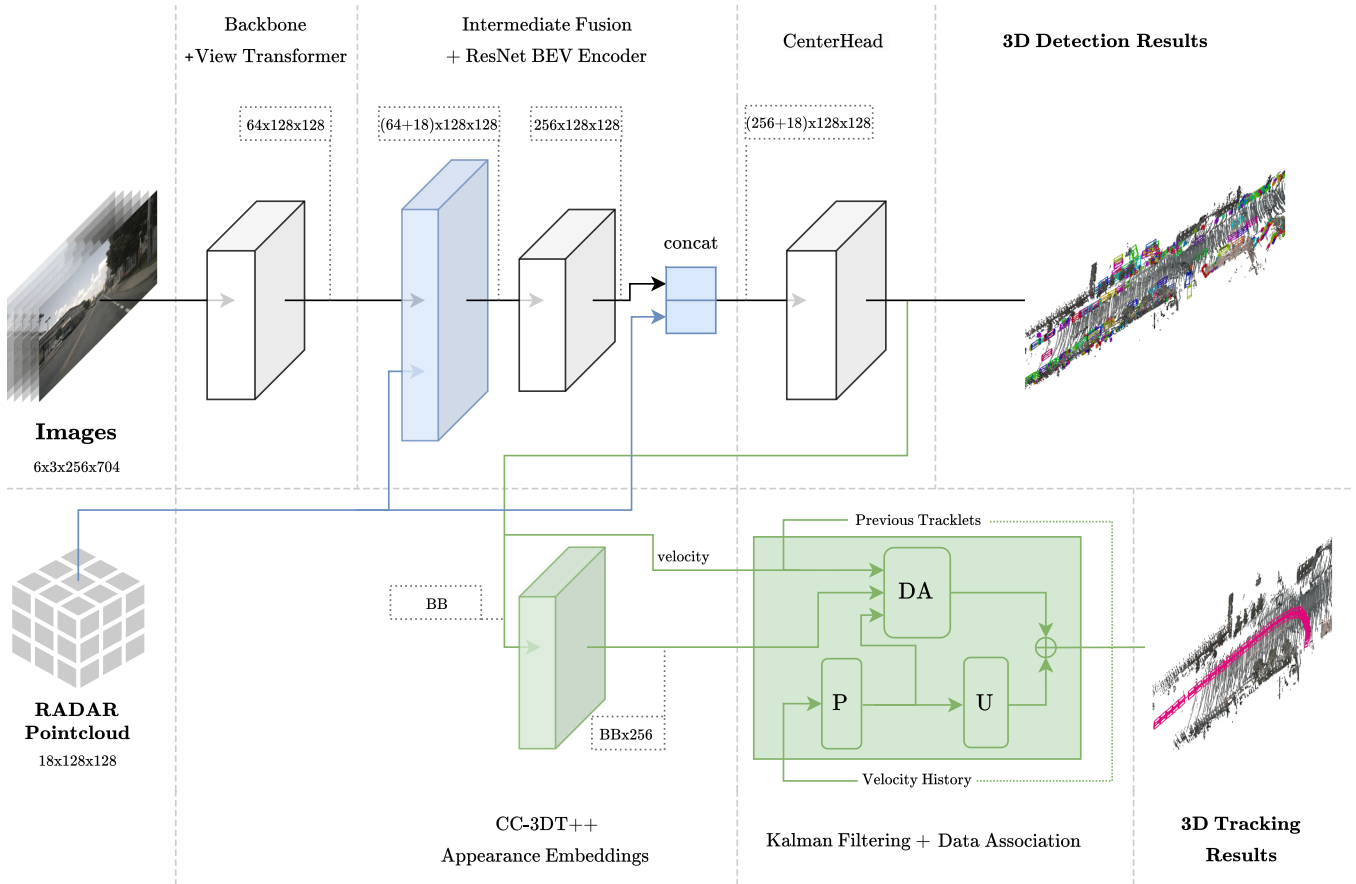 Backbone
+View Transformer
Intermediate Fusion
+ ResNet BEV Encoder
CenterHead
3D Detection Results
64x128x128
(64+18)x128x128
256x128x128
(256+18)x128x128
concat
Images
6x3x256x704
Previous Tracklets
velocity
BB
DA
P
U
BBx256
Velocity History
RADAR
Pointcloud
18x128x128
CC-3DT++
Appearance Embeddings
Kalman Filtering + Data Association
3D Tracking
Results